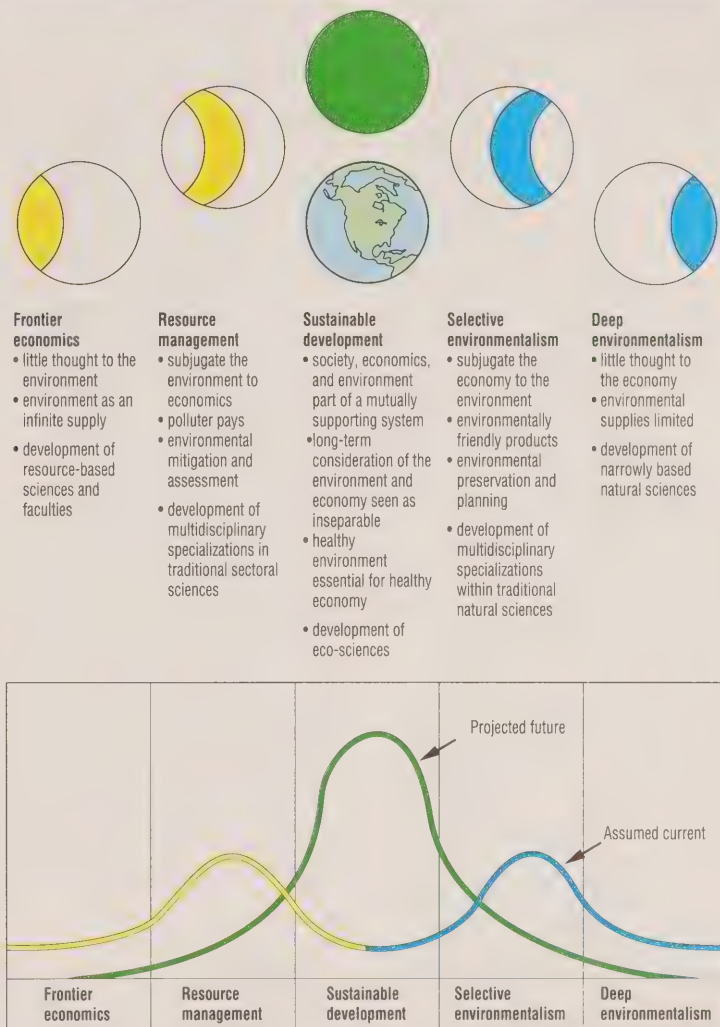 Frontier
economics
• little thought to the
environment
• environment as an
infinite supply
• development of
resource-based
sciences and
faculties
Resource
management
• subjugate the
environment to
economics
• polluter pays
• environmental
mitigation and
assessment
• development of
multidisciplinary
specializations in
traditional sectoral
sciences
Sustainable
development
• society, economics,
and environment
part of a mutually
supporting system
•long-term
consideration of the
environment and
economy seen as
inseparable
• healthy
environment
essential for healthy
economy
• development of
eco-sciences
Selective
environmentalism
• subjugate the
economy to the
environment
• environmentally
friendly products
• environmental
preservation and
planning
• development of
multidisciplinary
specializations
within traditional
natural sciences
Deep
environmentalism
• little thought to
the economy
• environmental
supplies limited
• development of
narrowly based
natural sciences
Projected future
Assumed current
Frontier
economics
Resource
management
Sustainable
development
Selective
environmentalism
Deep
environmentalism